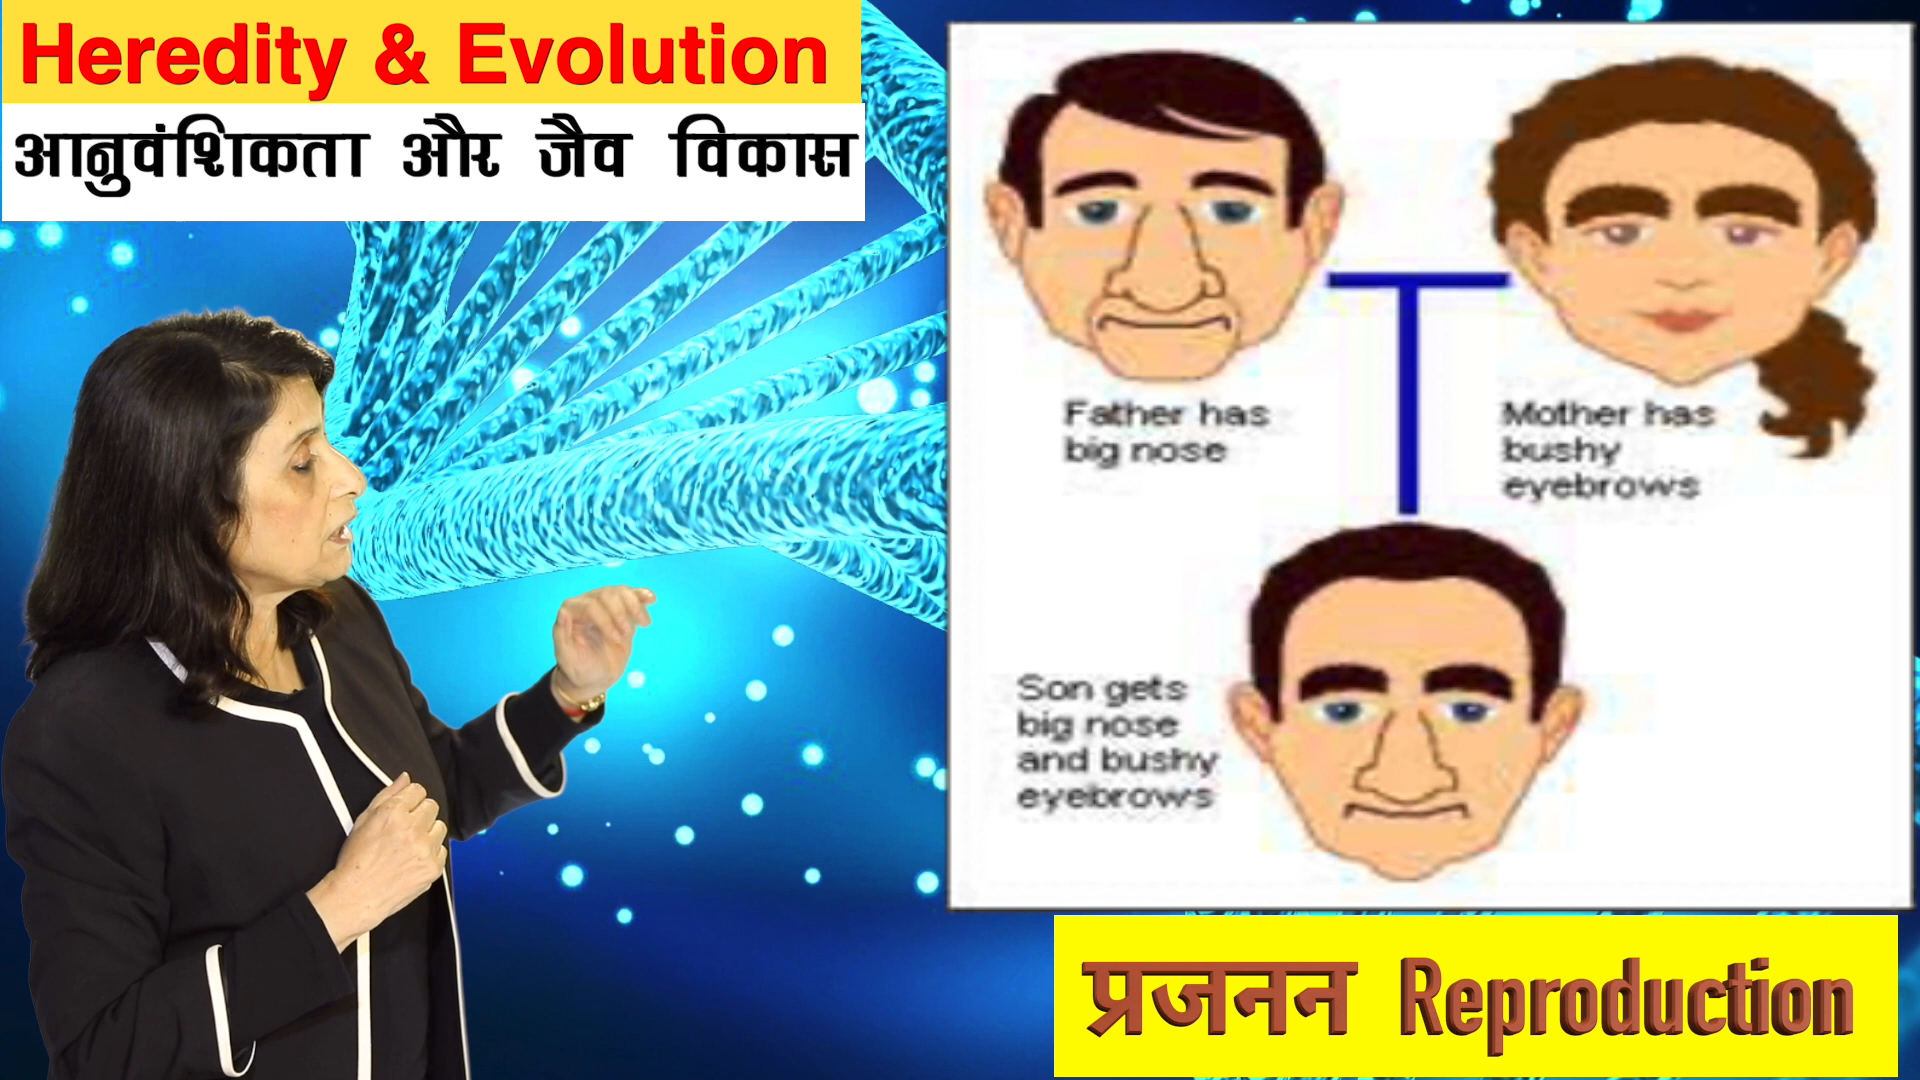 Heredity & Evolution
आनुवंशिकता और जैव विकास
Father has
big nose
Mother has
bushy
eyebrows
Son gets
big nose
and bushy
eyebrows
प्रजनन Reproduction